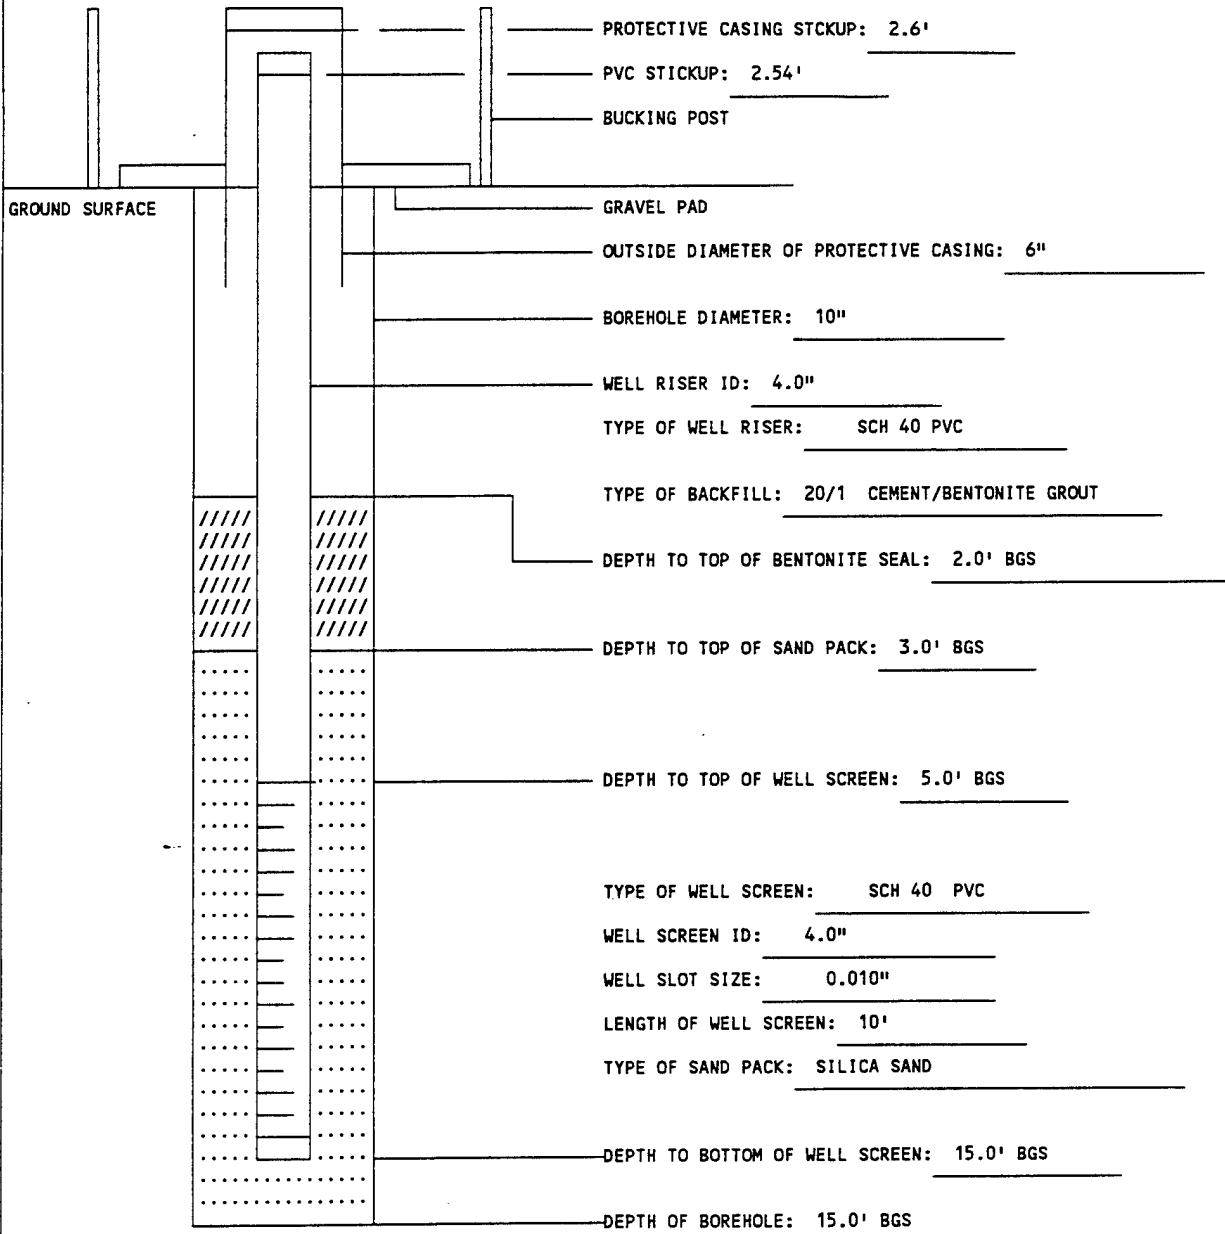 PROTECTIVE CASING STCKUP: 2.6'
PVC STICKUP: 2.54'
BUCKING POST
GROUND SURFACE
GRAVEL PAD
OUTSIDE DIAMETER OF PROTECTIVE CASING: 6"
BOREHOLE DIAMETER: 10"
WELL RISER ID: 4.0"
TYPE OF WELL RISER: SCH 40 PVC
TYPE OF BACKFILL: 20/1 CEMENT/BENTONITE GROUT
DEPTH TO TOP OF BENTONITE SEAL: 2.0' BGS
DEPTH TO TOP OF SAND PACK: 3.0' BGS
DEPTH TO TOP OF WELL SCREEN: 5.0' BGS
TYPE OF WELL SCREEN: SCH 40 PVC
WELL SCREEN ID: 4.0"
WELL SLOT SIZE: 0.010"
LENGTH OF WELL SCREEN: 10'
TYPE OF SAND PACK: SILICA SAND
DEPTH TO BOTTOM OF WELL SCREEN: 15.0' BGS
DEPTH OF BOREHOLE: 15.0' BGS